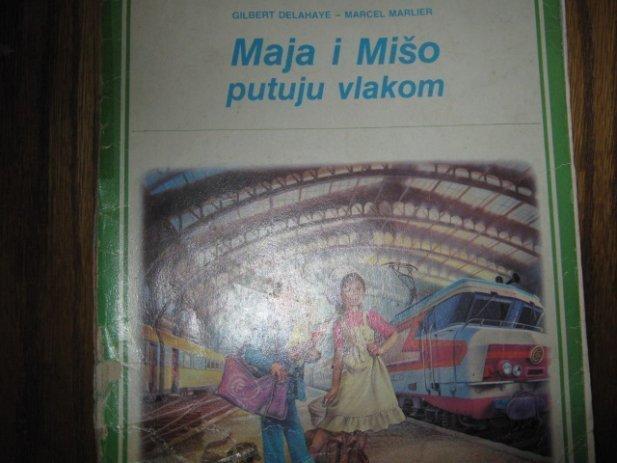 GILBERT DELAHAYE – MARCEL MARLIER
Maja i Mišo
putuju vlakom